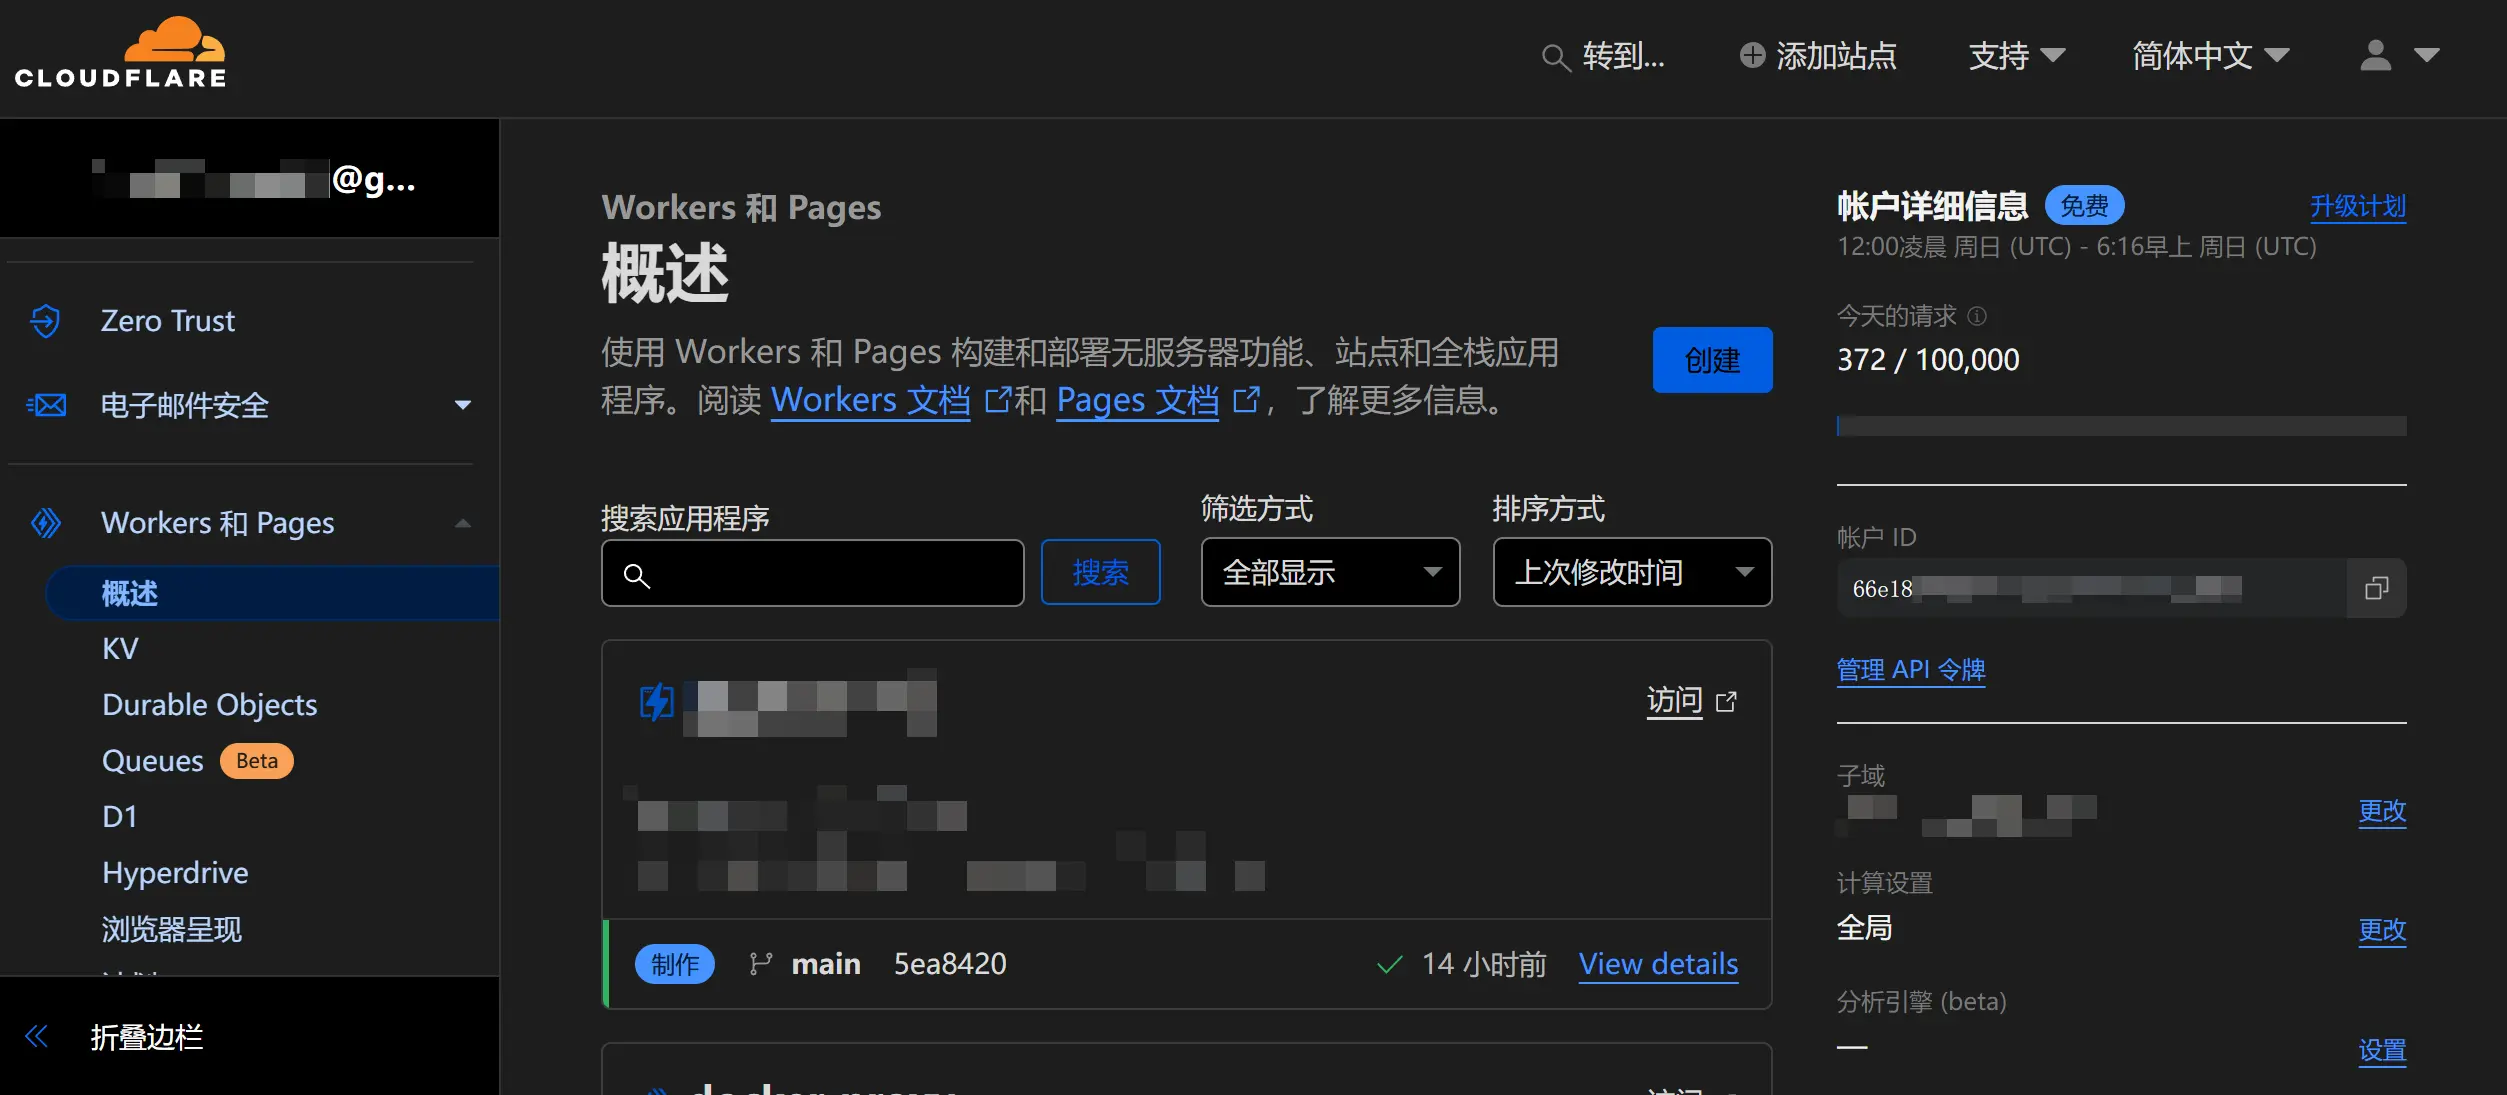 CLOUDFLARE
转到...
添加站点
支持
简体中文
@g...
Zero Trust
电子邮件安全
Workers 和 Pages
概述
KV
Durable Objects
Queues Beta
D1
Hyperdrive
浏览器呈现
折叠边栏
Workers 和 Pages
概述
使用 Workers 和 Pages 构建和部署无服务器功能、站点和全栈应用
程序。阅读 Workers 文档 和 Pages 文档 ，了解更多信息。
创建
搜索应用程序
搜索
筛选方式
全部显示
排序方式
上次修改时间
访问
制作 main 5ea8420 14 小时前 View details
帐户详细信息 免费 升级计划
12:00凌晨 周日 (UTC) - 6:16早上 周日 (UTC)
今天的请求
372 / 100,000
帐户 ID
66e18
管理 API 令牌
子域
更改
计算设置
全局
更改
分析引擎 (beta)
—
设置